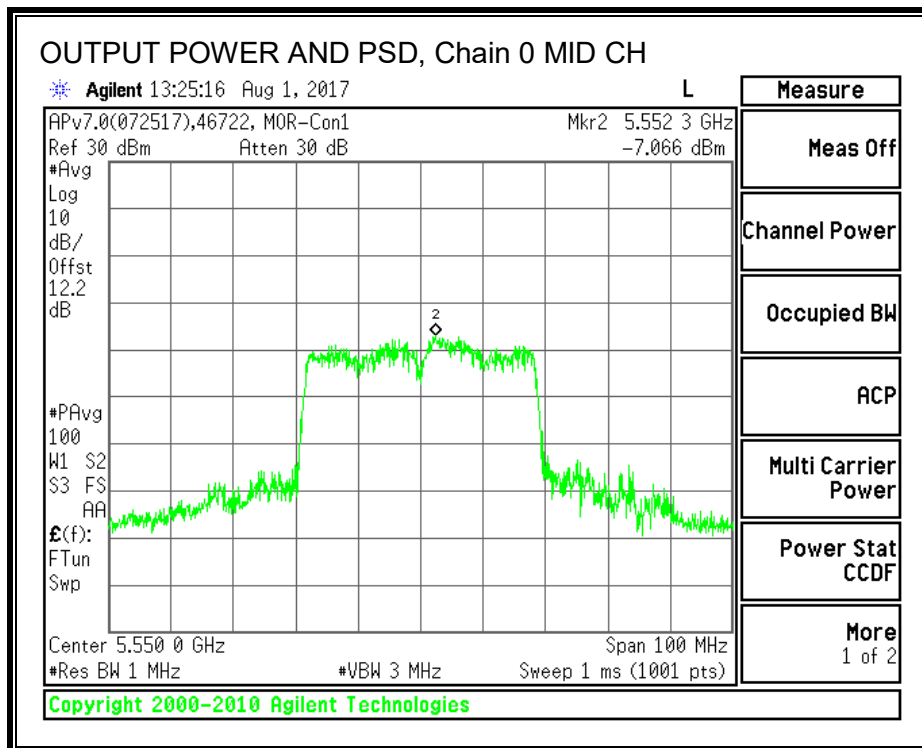 OUTPUT POWER AND PSD, Chain 0 MID CH
Agilent 13:25:16 Aug 1, 2017 L Measure
APv7.0(072517),46722, MOR-Con1 Mkr2 5.552 3 GHz
Ref 30 dBm Atten 30 dB -7.066 dBm
#Avg
Log
10
dB/
Offst
12.2
dB
2
#PAvg
100
W1 S2
S3 FS
AA
£(f):
FTun
Swp
Center 5.550 0 GHz Span 100 MHz
#Res BW 1 MHz #VBW 3 MHz Sweep 1 ms (1001 pts)
Meas Off
Channel Power
Occupied BW
ACP
Multi Carrier
Power
Power Stat
CCDF
More
1 of 2
Copyright 2000-2010 Agilent Technologies